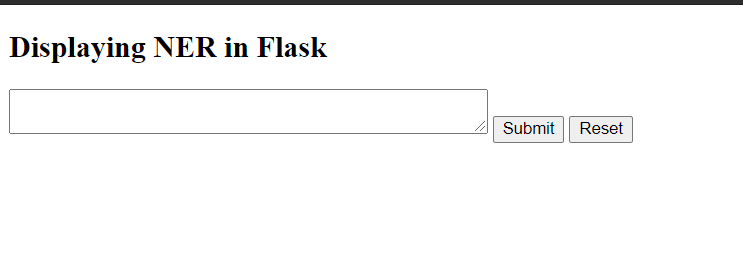 Displaying NER in Flask
Submit Reset